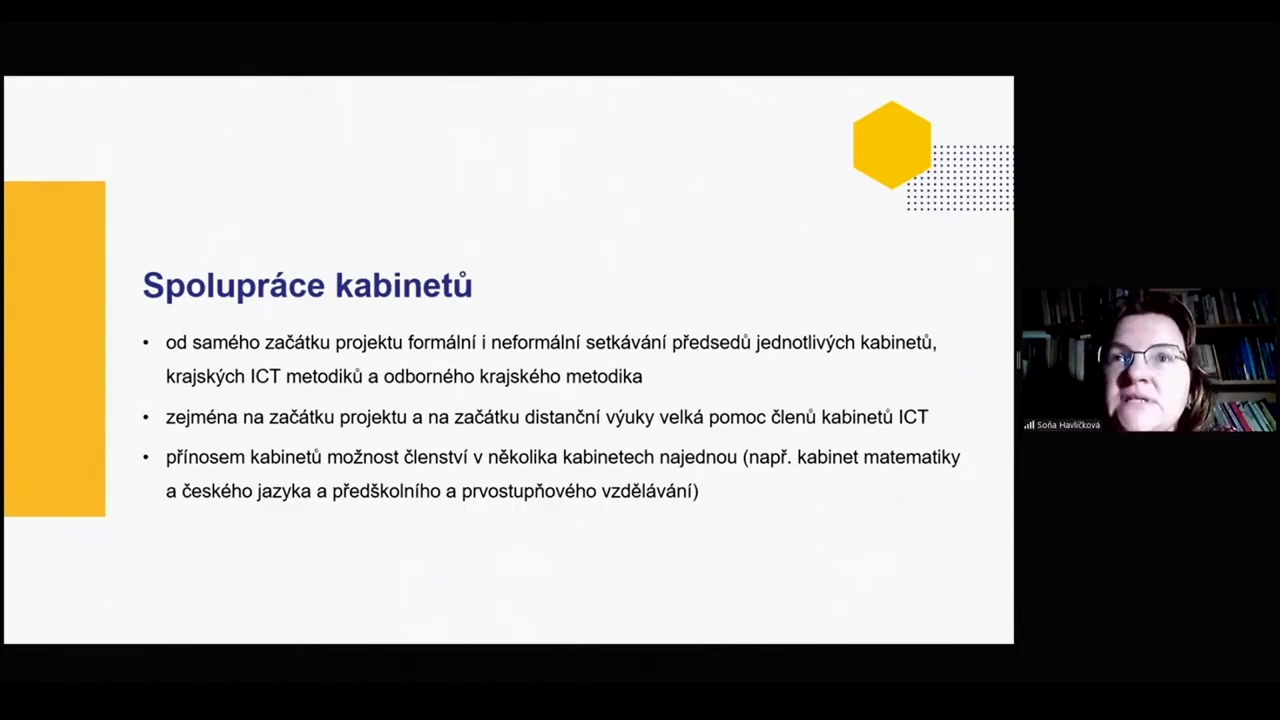 Spolupráce kabinetů
• od samého začátku projektu formální i neformální setkávání předsedů jednotlivých kabinetů,
krajských ICT metodiků a odborného krajského metodika
• zejména na začátku projektu a na začátku distanční výuky velká pomoc členů kabinetů ICT
• přínosem kabinetů možnost členství v několika kabinetech najednou (např. kabinet matematiky
a českého jazyka a předškolního a prvostupňového vzdělávání)
Soňa Havlíčková